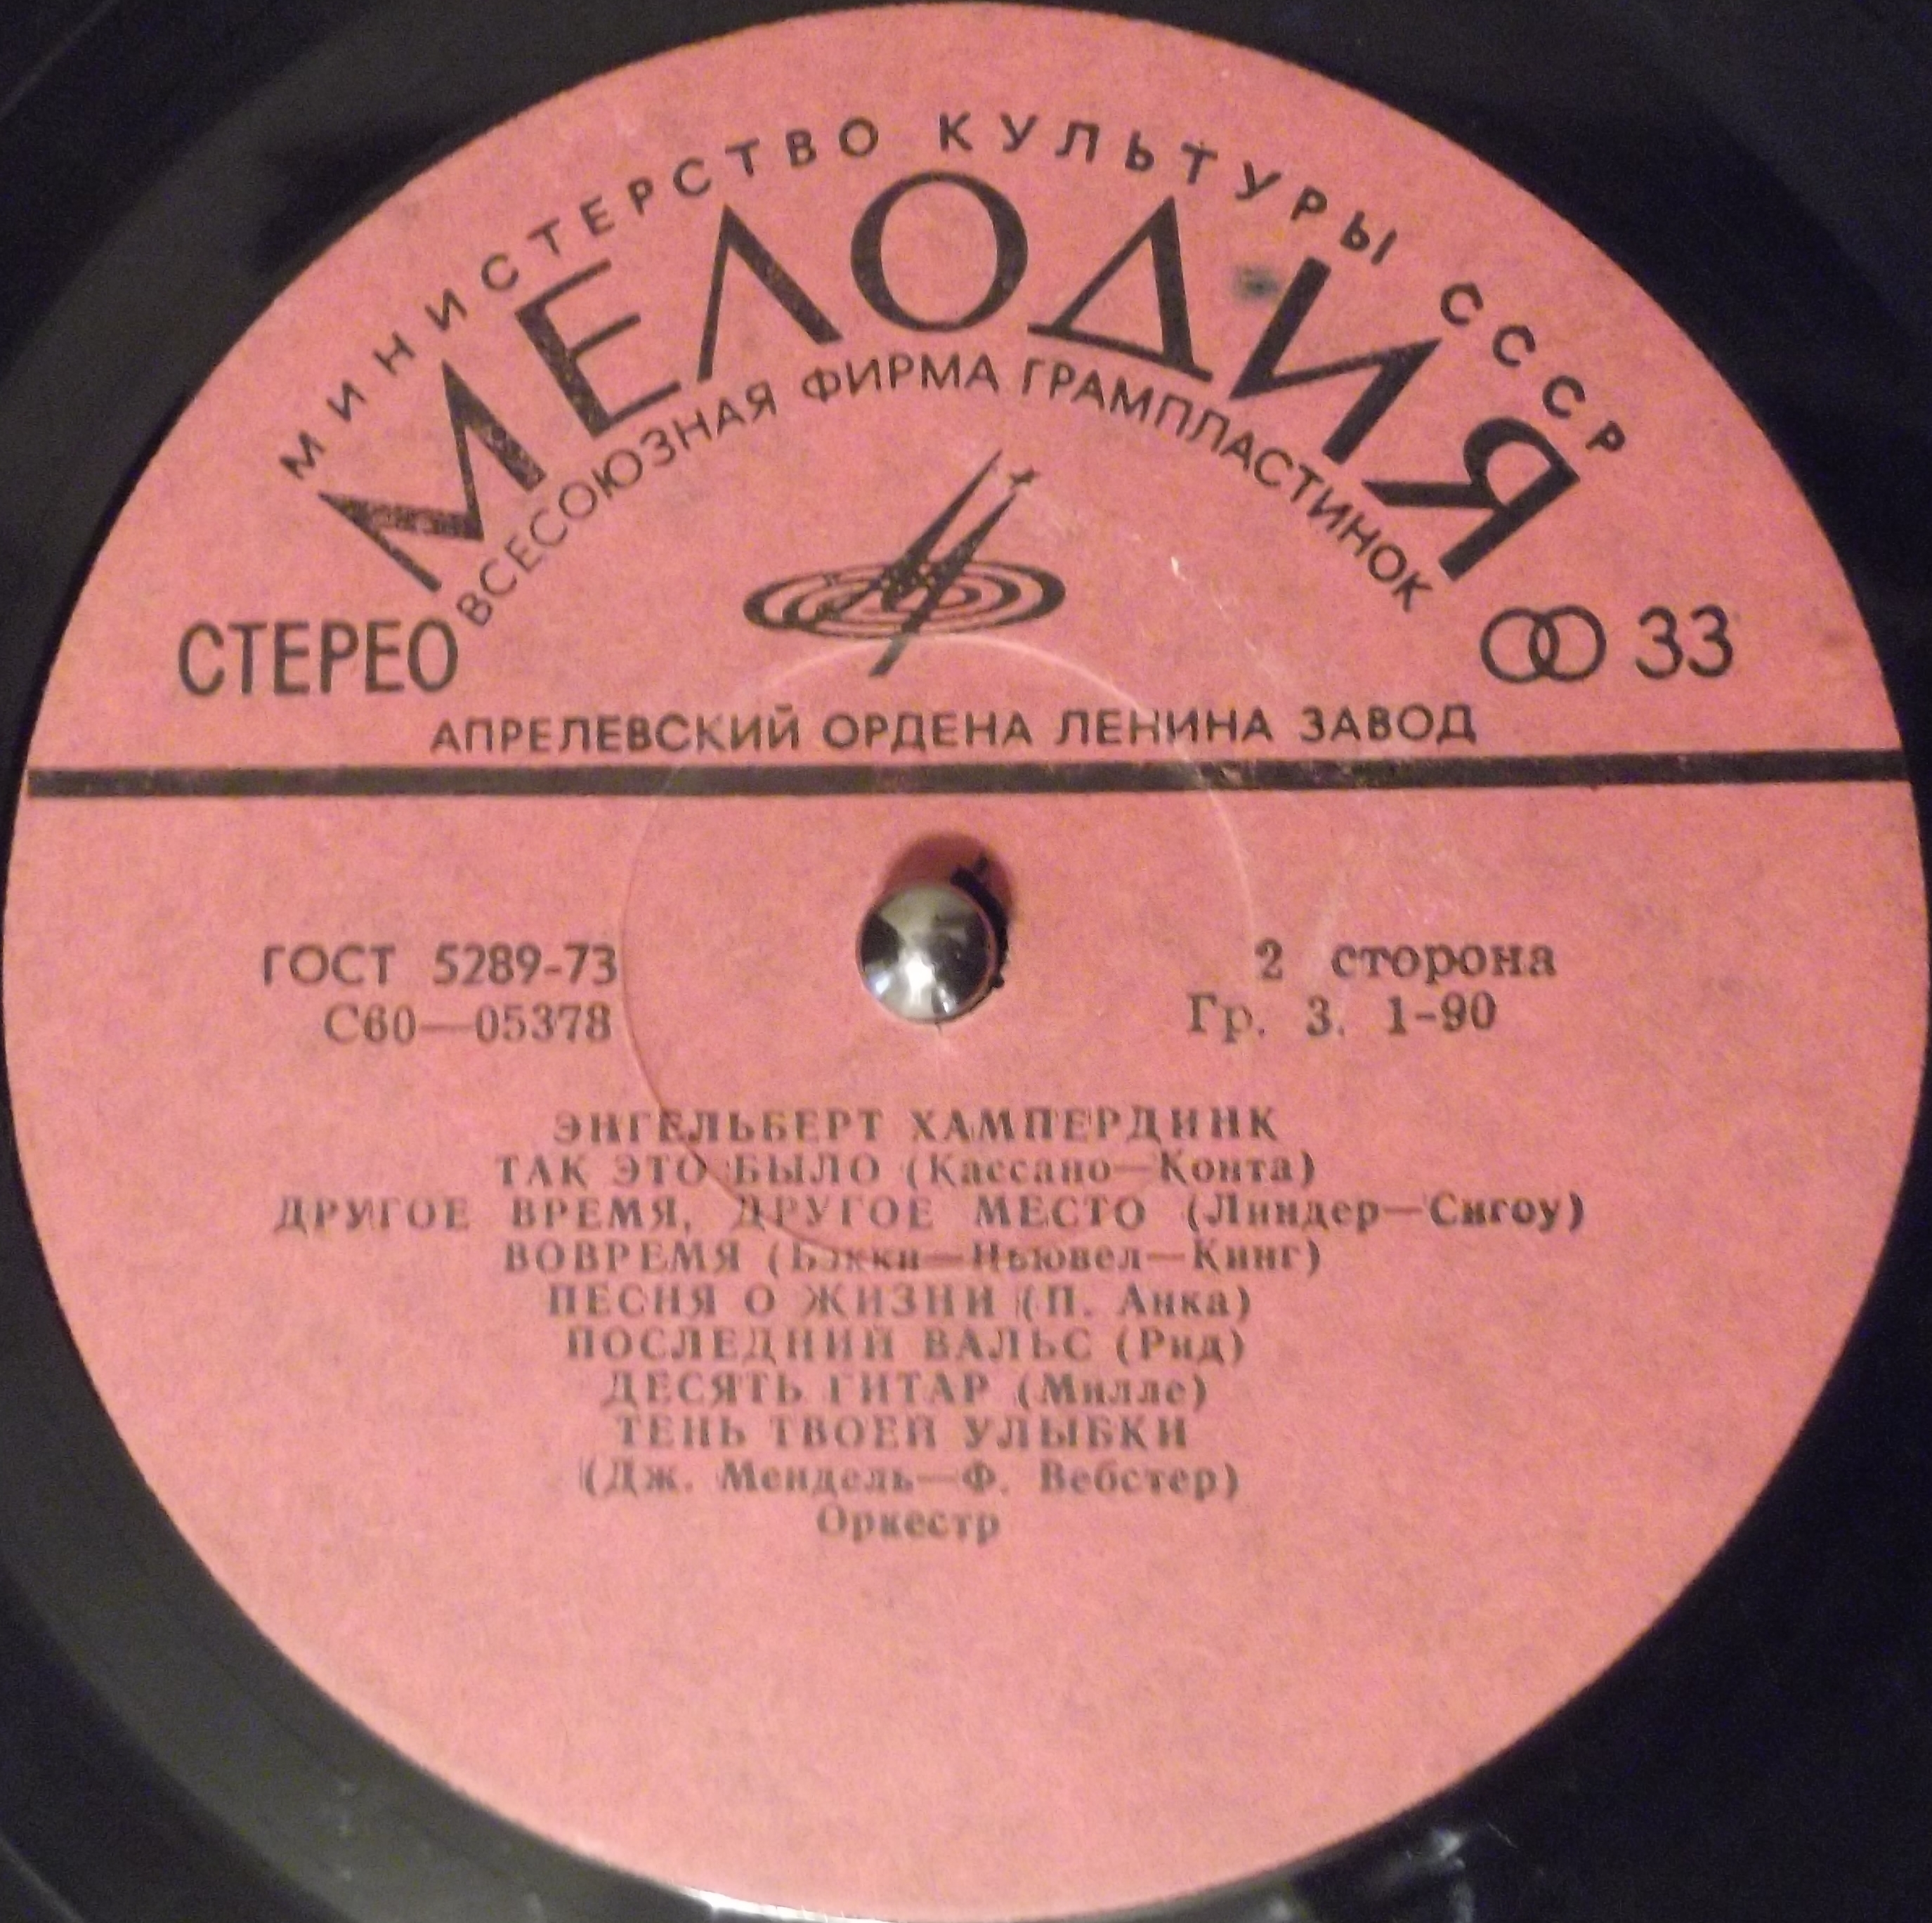 МИНИСТЕРСТВО КУЛЬТУРЫ СССР
МЕЛОДИЯ
ВСЕСОЮЗНАЯ ФИРМА ГРАМПЛАСТИНОК
СТЕРЕО
33
АПРЕЛЕВСКИЙ ОРДЕНА ЛЕНИНА ЗАВОД
ГОСТ 5289-73
2 сторона
С60—05378
Гр. 3. 1-90
ЭНГЕЛЬБЕРТ ХАМПЕРДИНК
ТАК ЭТО БЫЛО (Кассано—Конта)
ДРУГОЕ ВРЕМЯ, ДРУГОЕ МЕСТО (Линдер—Сигоу)
ВОВРЕМЯ (Бэкки—Ньювел—Кинг)
ПЕСНЯ О ЖИЗНИ (П. Анка)
ПОСЛЕДНИЙ ВАЛЬС (Рид)
ДЕСЯТЬ ГИТАР (Милле)
ТЕНЬ ТВОЕЙ УЛЫБКИ
(Дж. Мендель—Ф. Вебстер)
Оркестр